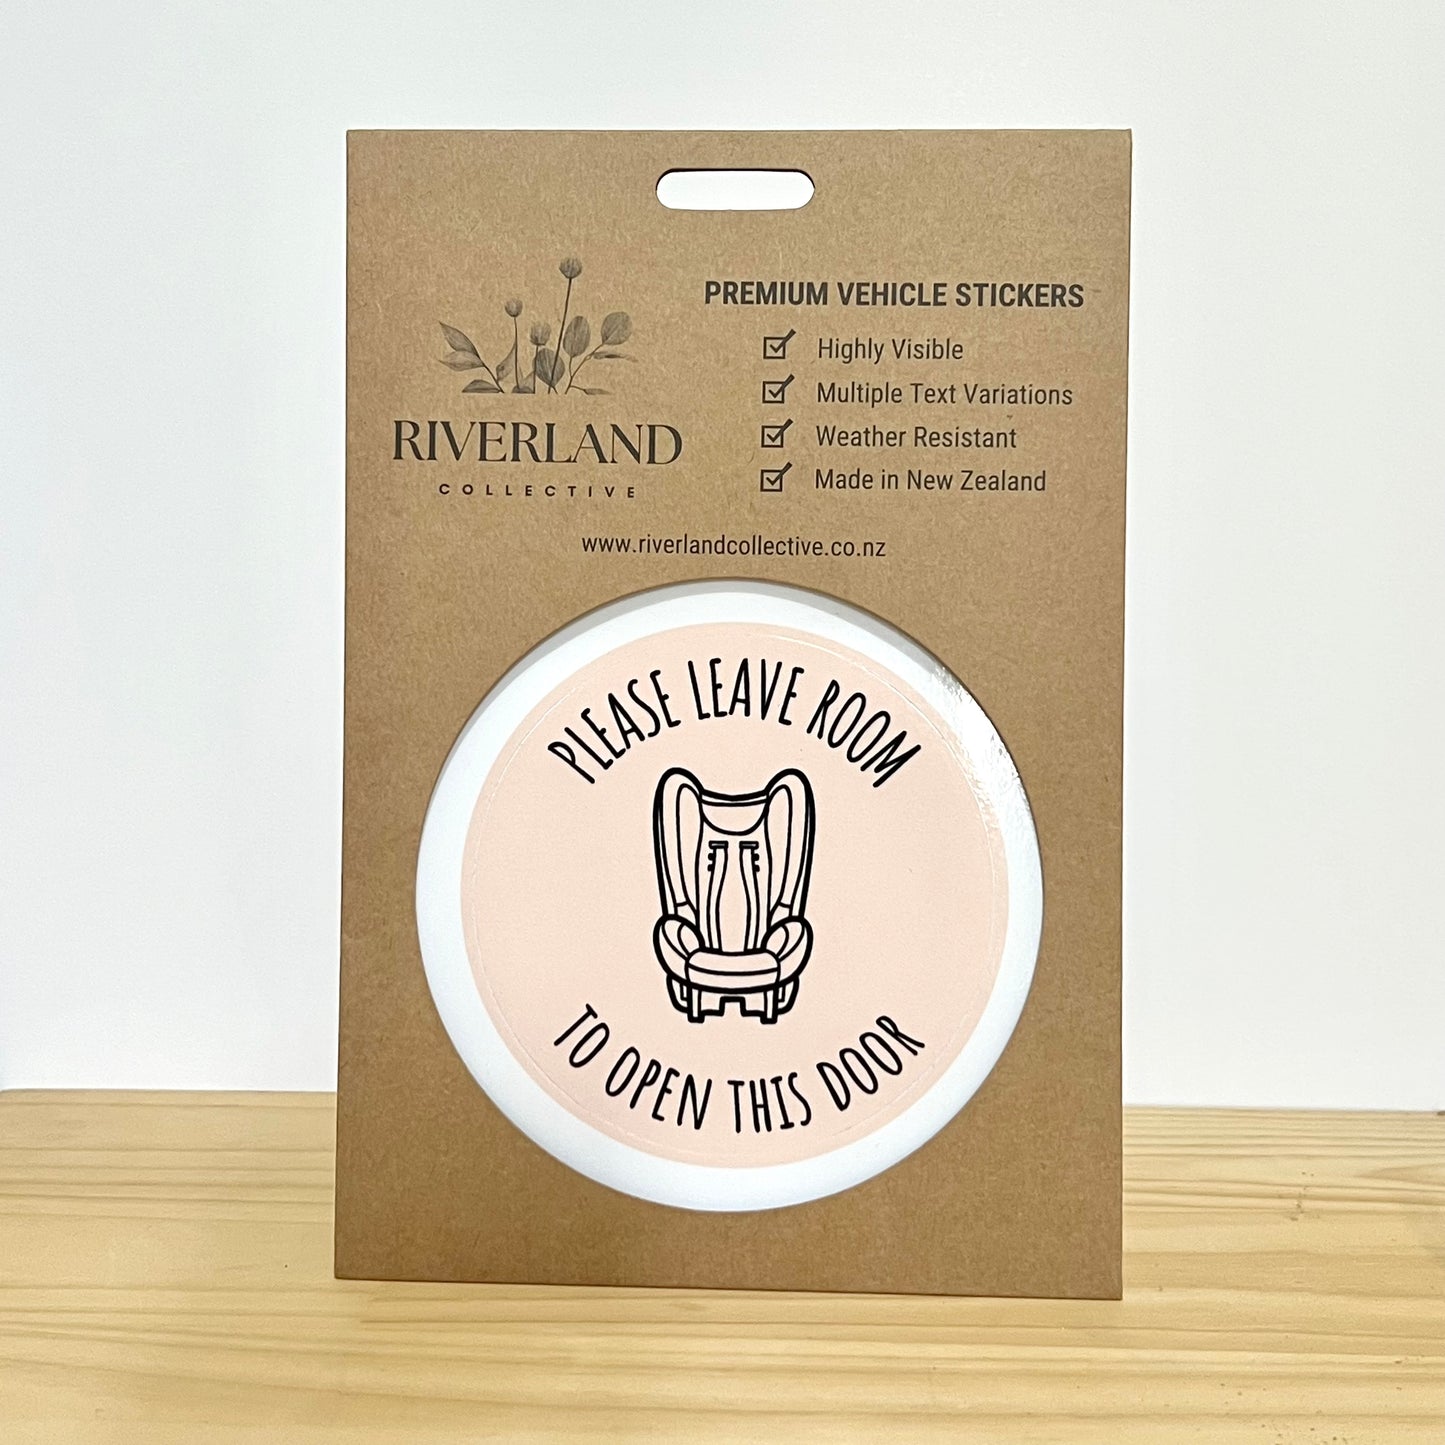 RIVERLAND
COLLECTIVE
PREMIUM VEHICLE STICKERS
Highly Visible
Multiple Text Variations
Weather Resistant
Made in New Zealand
www.riverlandcollective.co.nz
PLEASE LEAVE ROOM
TO OPEN THIS DOOR